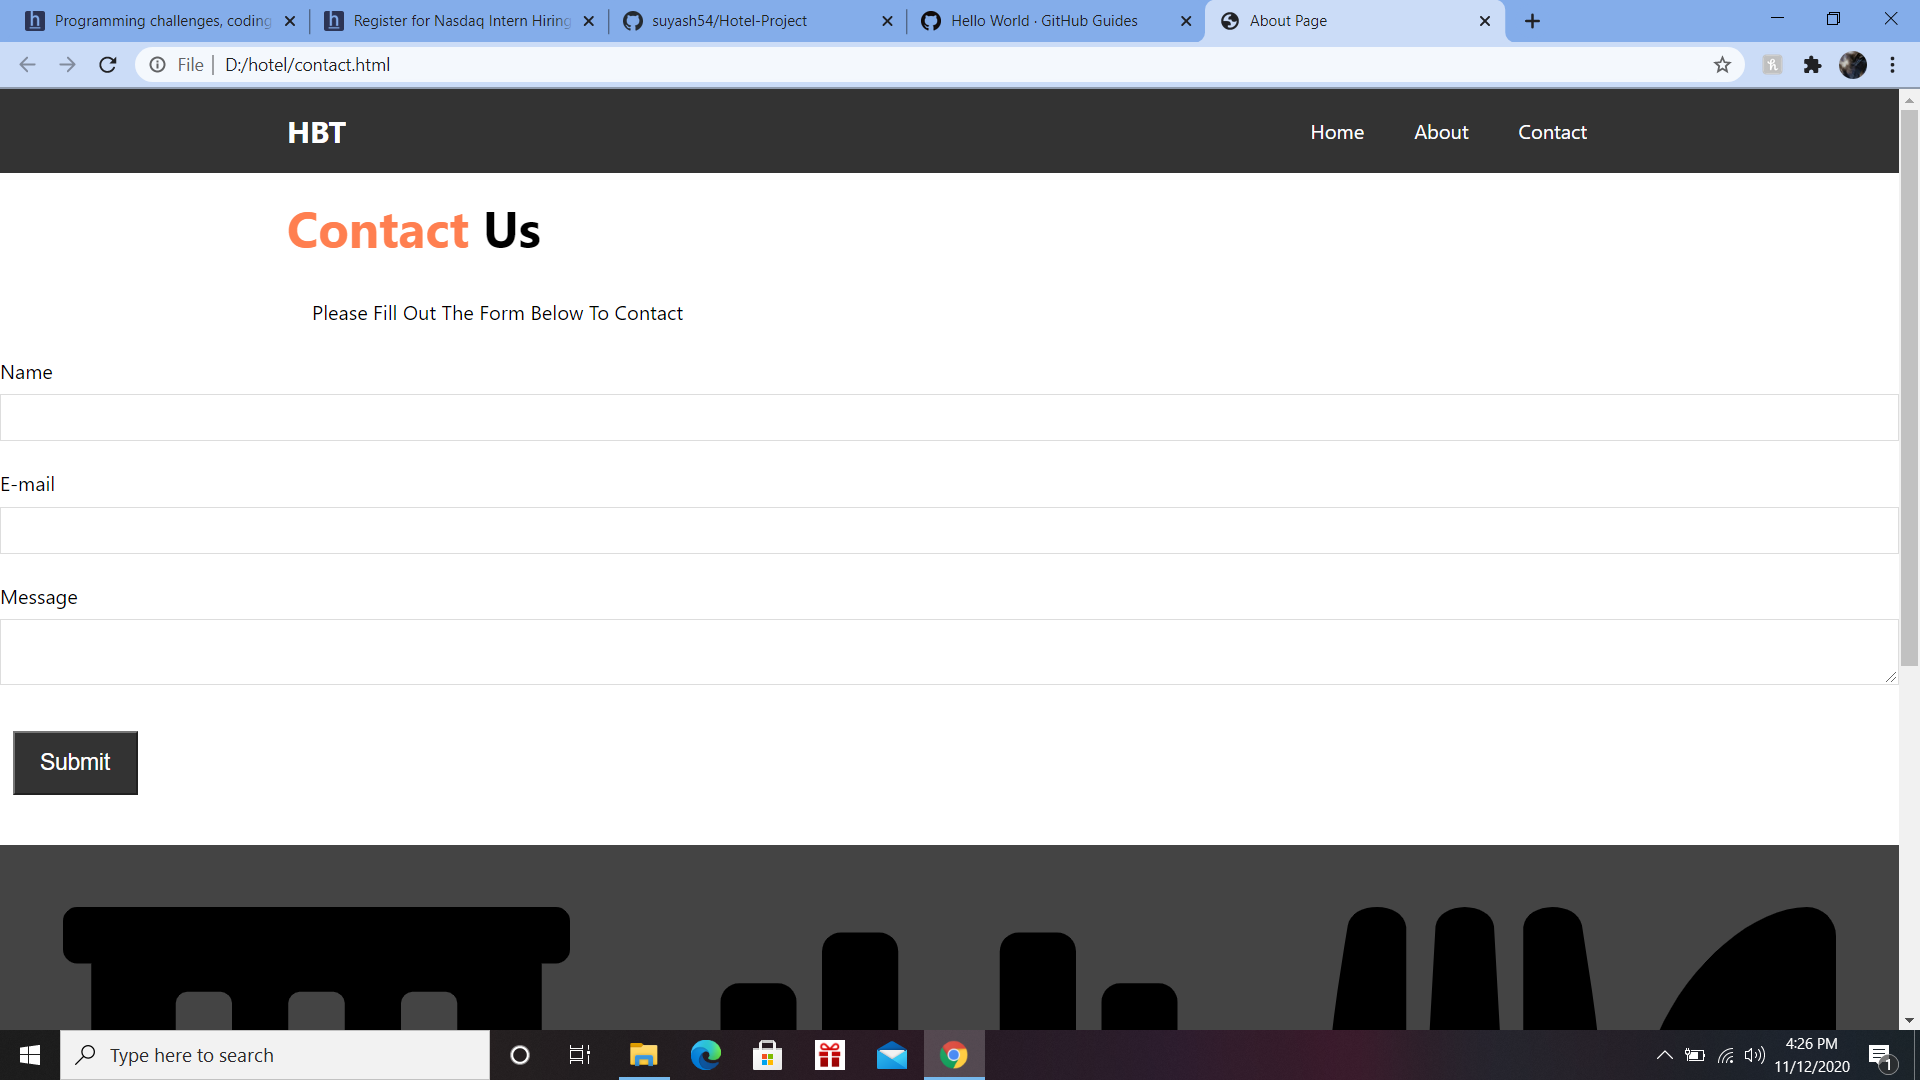 Programming challenges, coding
Register for Nasdaq Intern Hiring
suyash54/Hotel-Project
Hello World · GitHub Guides
About Page
File | D:/hotel/contact.html
HBT
Home
About
Contact
Contact Us
Please Fill Out The Form Below To Contact
Name
E-mail
Message
Submit
Type here to search
4:26 PM
11/12/2020
1